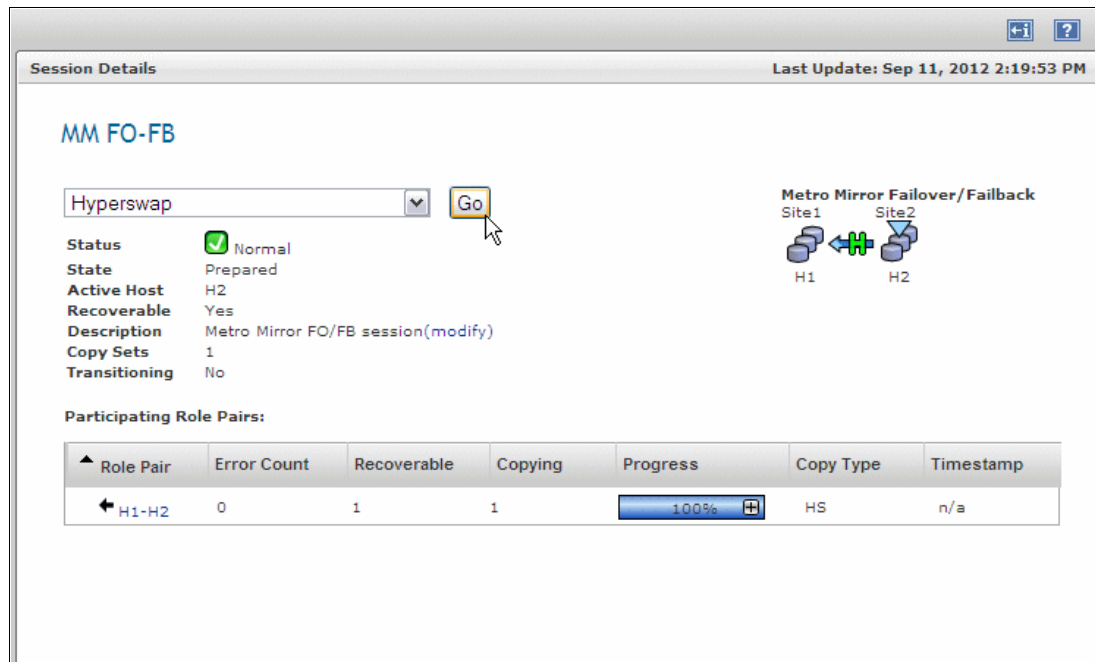 Session Details Last Update: Sep 11, 2012 2:19:53 PM
MM FO-FB
Hyperswap Go
Metro Mirror Failover/Failback
Site1 Site2
H1 H2
Status Normal
State Prepared
Active Host H2
Recoverable Yes
Description Metro Mirror FO/FB session(modify)
Copy Sets 1
Transitioning No
Participating Role Pairs:
Role Pair Error Count Recoverable Copying Progress Copy Type Timestamp
H1-H2 0 1 1 100% HS n/a